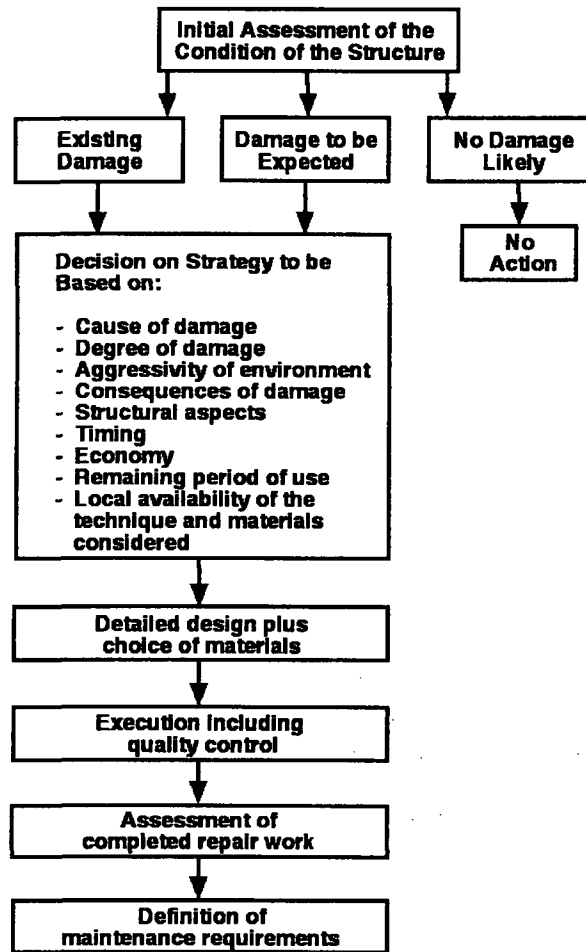 Initial Assessment of the
Condition of the Structure
Existing
Damage
Damage to be
Expected
No Damage
Likely
No
Action
Decision on Strategy to be
Based on:
- Cause of damage
- Degree of damage
- Aggressivity of environment
- Consequences of damage
- Structural aspects
- Timing
- Economy
- Remaining period of use
- Local availability of the
technique and materials
considered
Detailed design plus
choice of materials
Execution including
quality control
Assessment of
completed repair work
Definition of
maintenance requirements